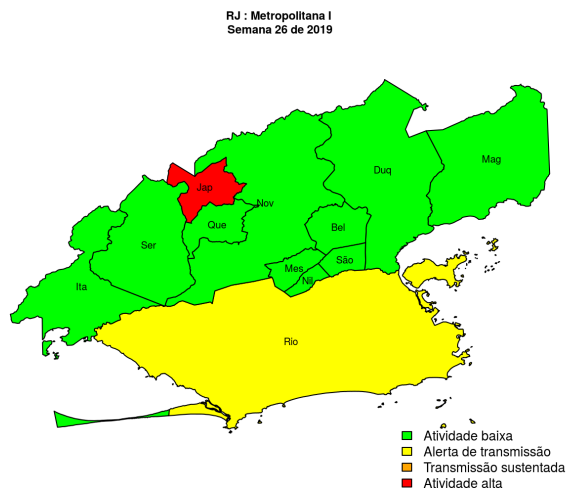 RJ : Metropolitana I
Semana 26 de 2019
Mag
Duq
Jap
Nov
Que
Bel
Ser
São
Mes
Nil
Ita
Rio
Atividade baixa
Alerta de transmissão
Transmissão sustentada
Atividade alta